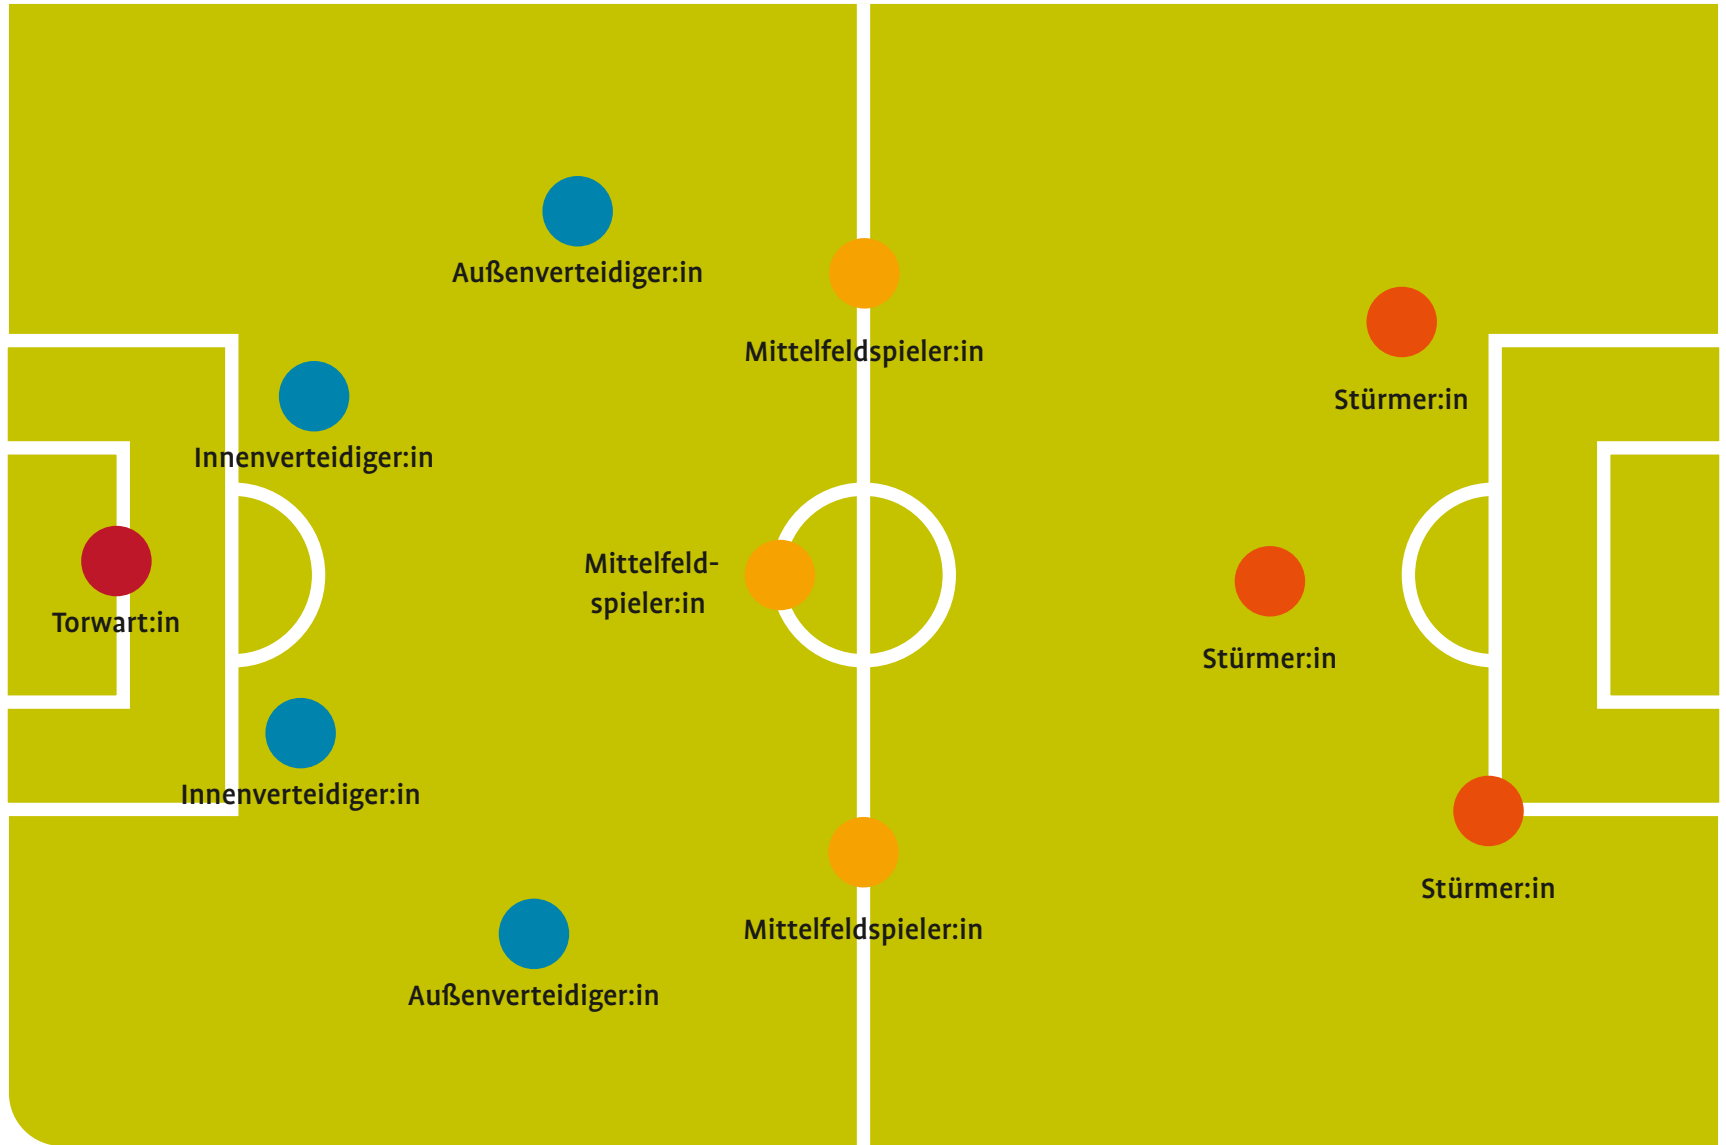 Außenverteidiger:in
Mittelfeldspieler:in
Stürmer:in
Innenverteidiger:in
Mittelfeld-
spieler:in
Torwart:in
Stürmer:in
Innenverteidiger:in
Stürmer:in
Mittelfeldspieler:in
Außenverteidiger:in